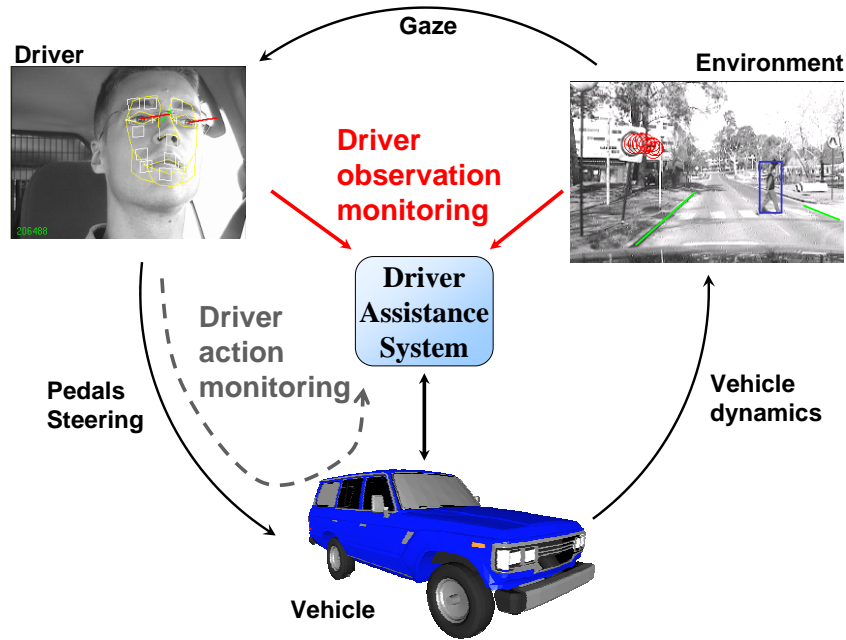 Gaze
Driver
Environment
Driver
observation
monitoring
206488
Driver
Assistance
System
Driver
action
monitoring
Pedals
Steering
Vehicle
dynamics
Vehicle